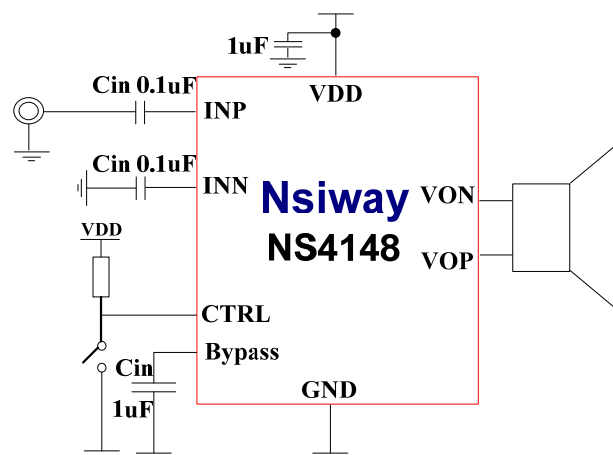 1uF
VDD
Cin 0.1uF
INP
Cin 0.1uF
INN
Nsiway
NS4148
VON
VOP
VDD
CTRL
Bypass
Cin
1uF
GND